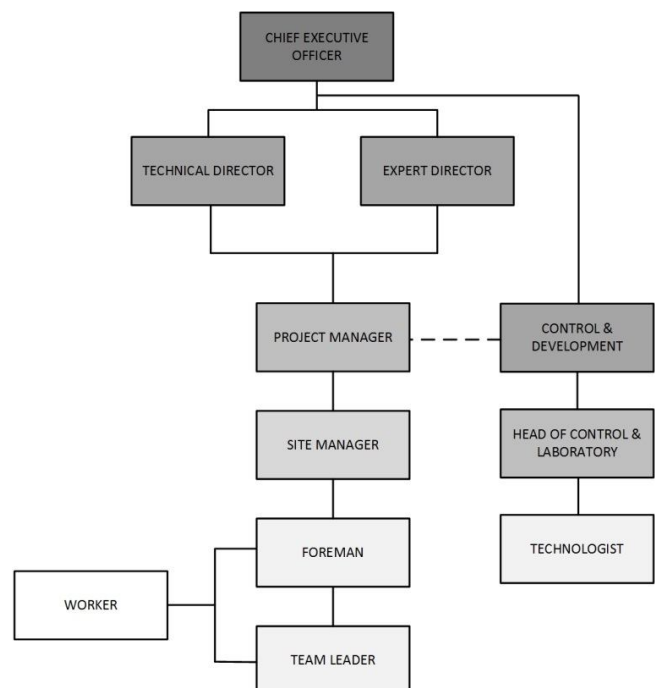 CHIEF EXECUTIVE
OFFICER
TECHNICAL DIRECTOR
EXPERT DIRECTOR
PROJECT MANAGER
CONTROL &
DEVELOPMENT
SITE MANAGER
HEAD OF CONTROL &
LABORATORY
FOREMAN
TECHNOLOGIST
WORKER
TEAM LEADER